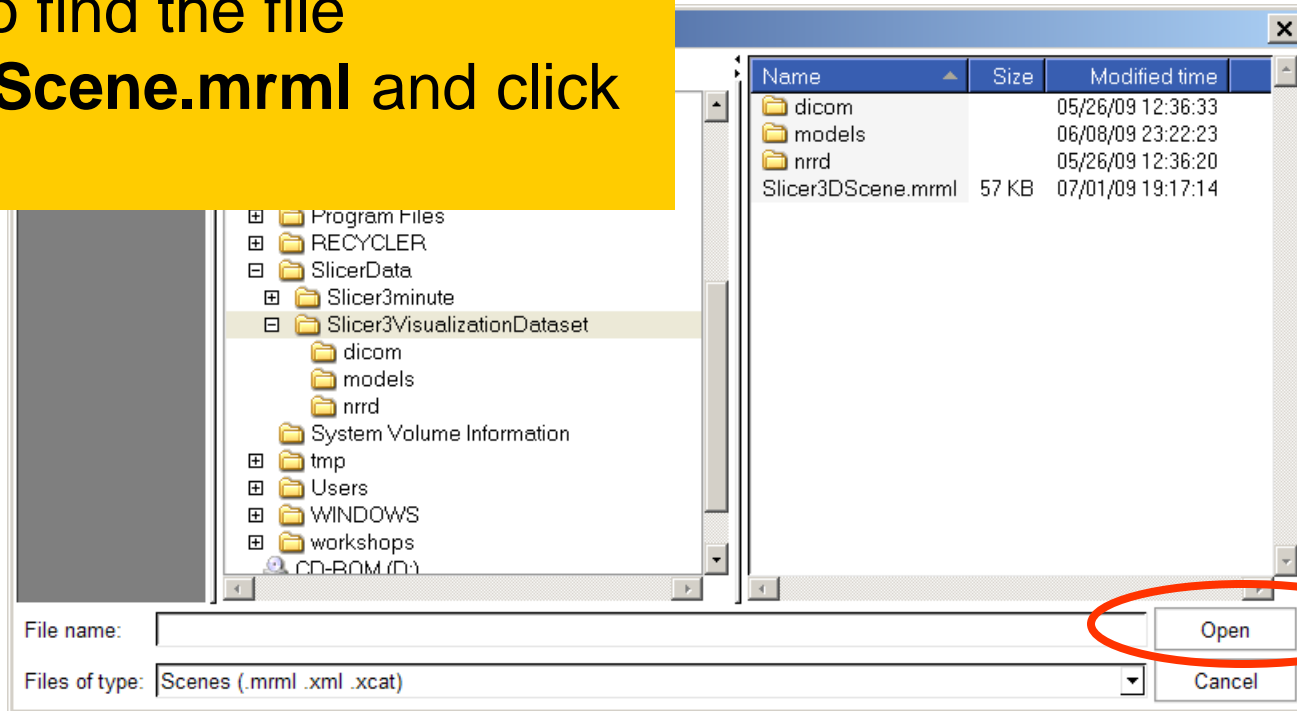 o find the file
Scene.mrml and click
Name Size Modified time
dicom 05/26/09 12:36:33
models 06/08/09 23:22:23
nrrd 05/26/09 12:36:20
Slicer3DScene.mrml 57 KB 07/01/09 19:17:14
Program Files
RECYCLER
SlicerData
Slicer3minute
Slicer3VisualizationDataset
dicom
models
nrrd
System Volume Information
tmp
Users
WINDOWS
workshops
CD-ROM (D:)
File name: Open
Files of type: Scenes (.mrml .xml .xcat) Cancel